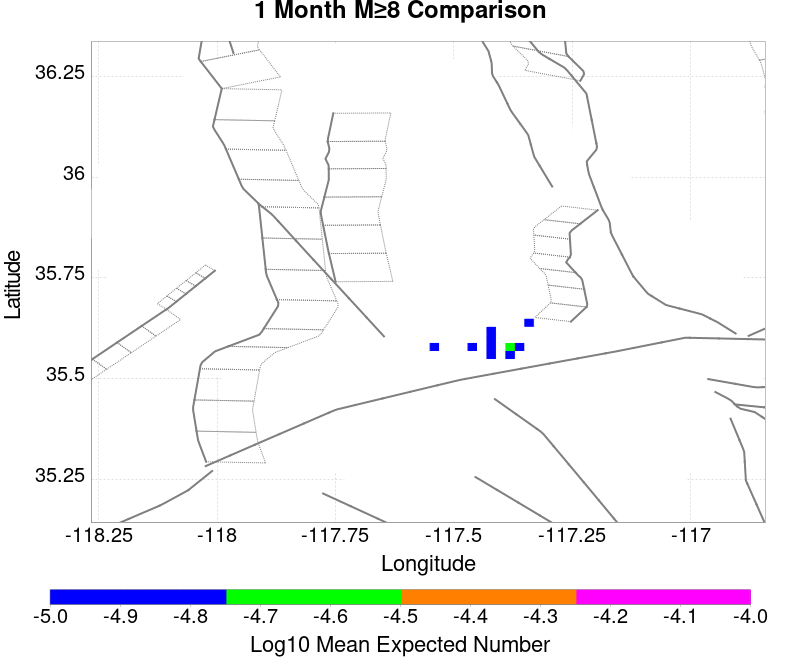 1 Month M≥8 Comparison
36.25
36
35.75
35.5
35.25
Latitude
-118.25 -118 -117.75 -117.5 -117.25 -117
Longitude
-5.0 -4.9 -4.8 -4.7 -4.6 -4.5 -4.4 -4.3 -4.2 -4.1 -4.0
Log10 Mean Expected Number